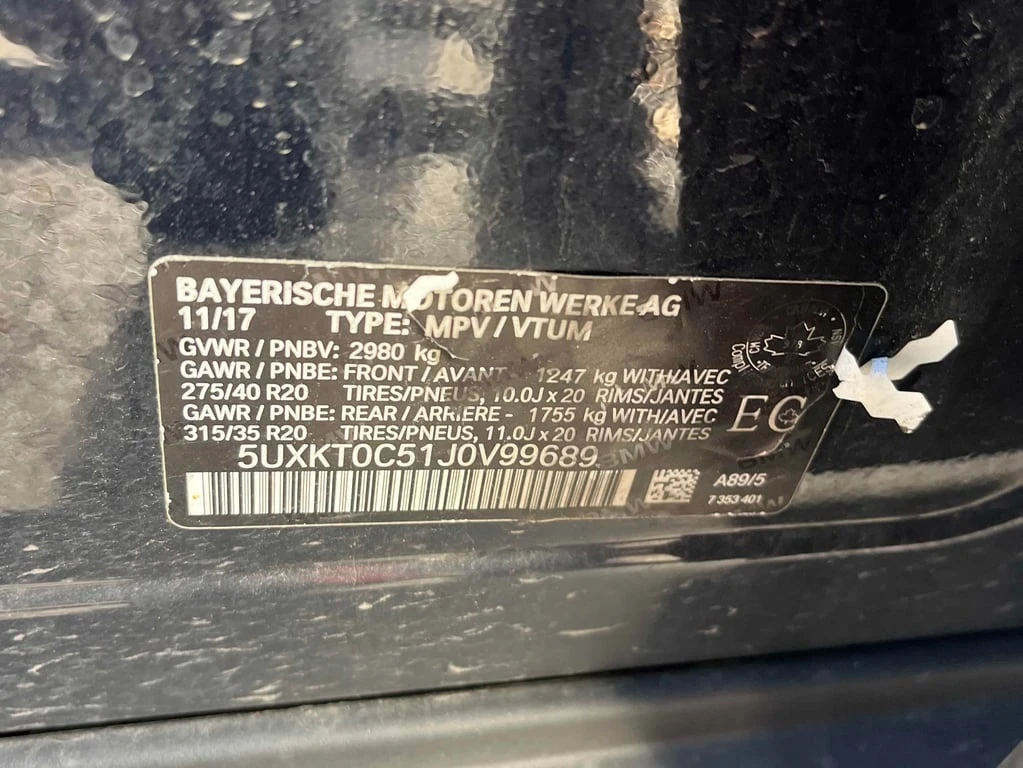 BAYERISCHE MOTOREN WERKE AG
11/17 TYPE: MPV / VTUM
GVWR / PNBV: 2980 kg
GAWR / PNBE: FRONT / AVANT 1247 kg WITH/AVEC
275/40 R20 TIRES/PNEUS, 10.0J x 20 RIMS/JANTES
GAWR / PNBE: REAR / ARRIERE - 1755 kg WITH/AVEC
315/35 R20 TIRES/PNEUS, 11.0J x 20 RIMS/JANTES
EC
5UXKT0C51J0V99689
A89/5
7 353 401